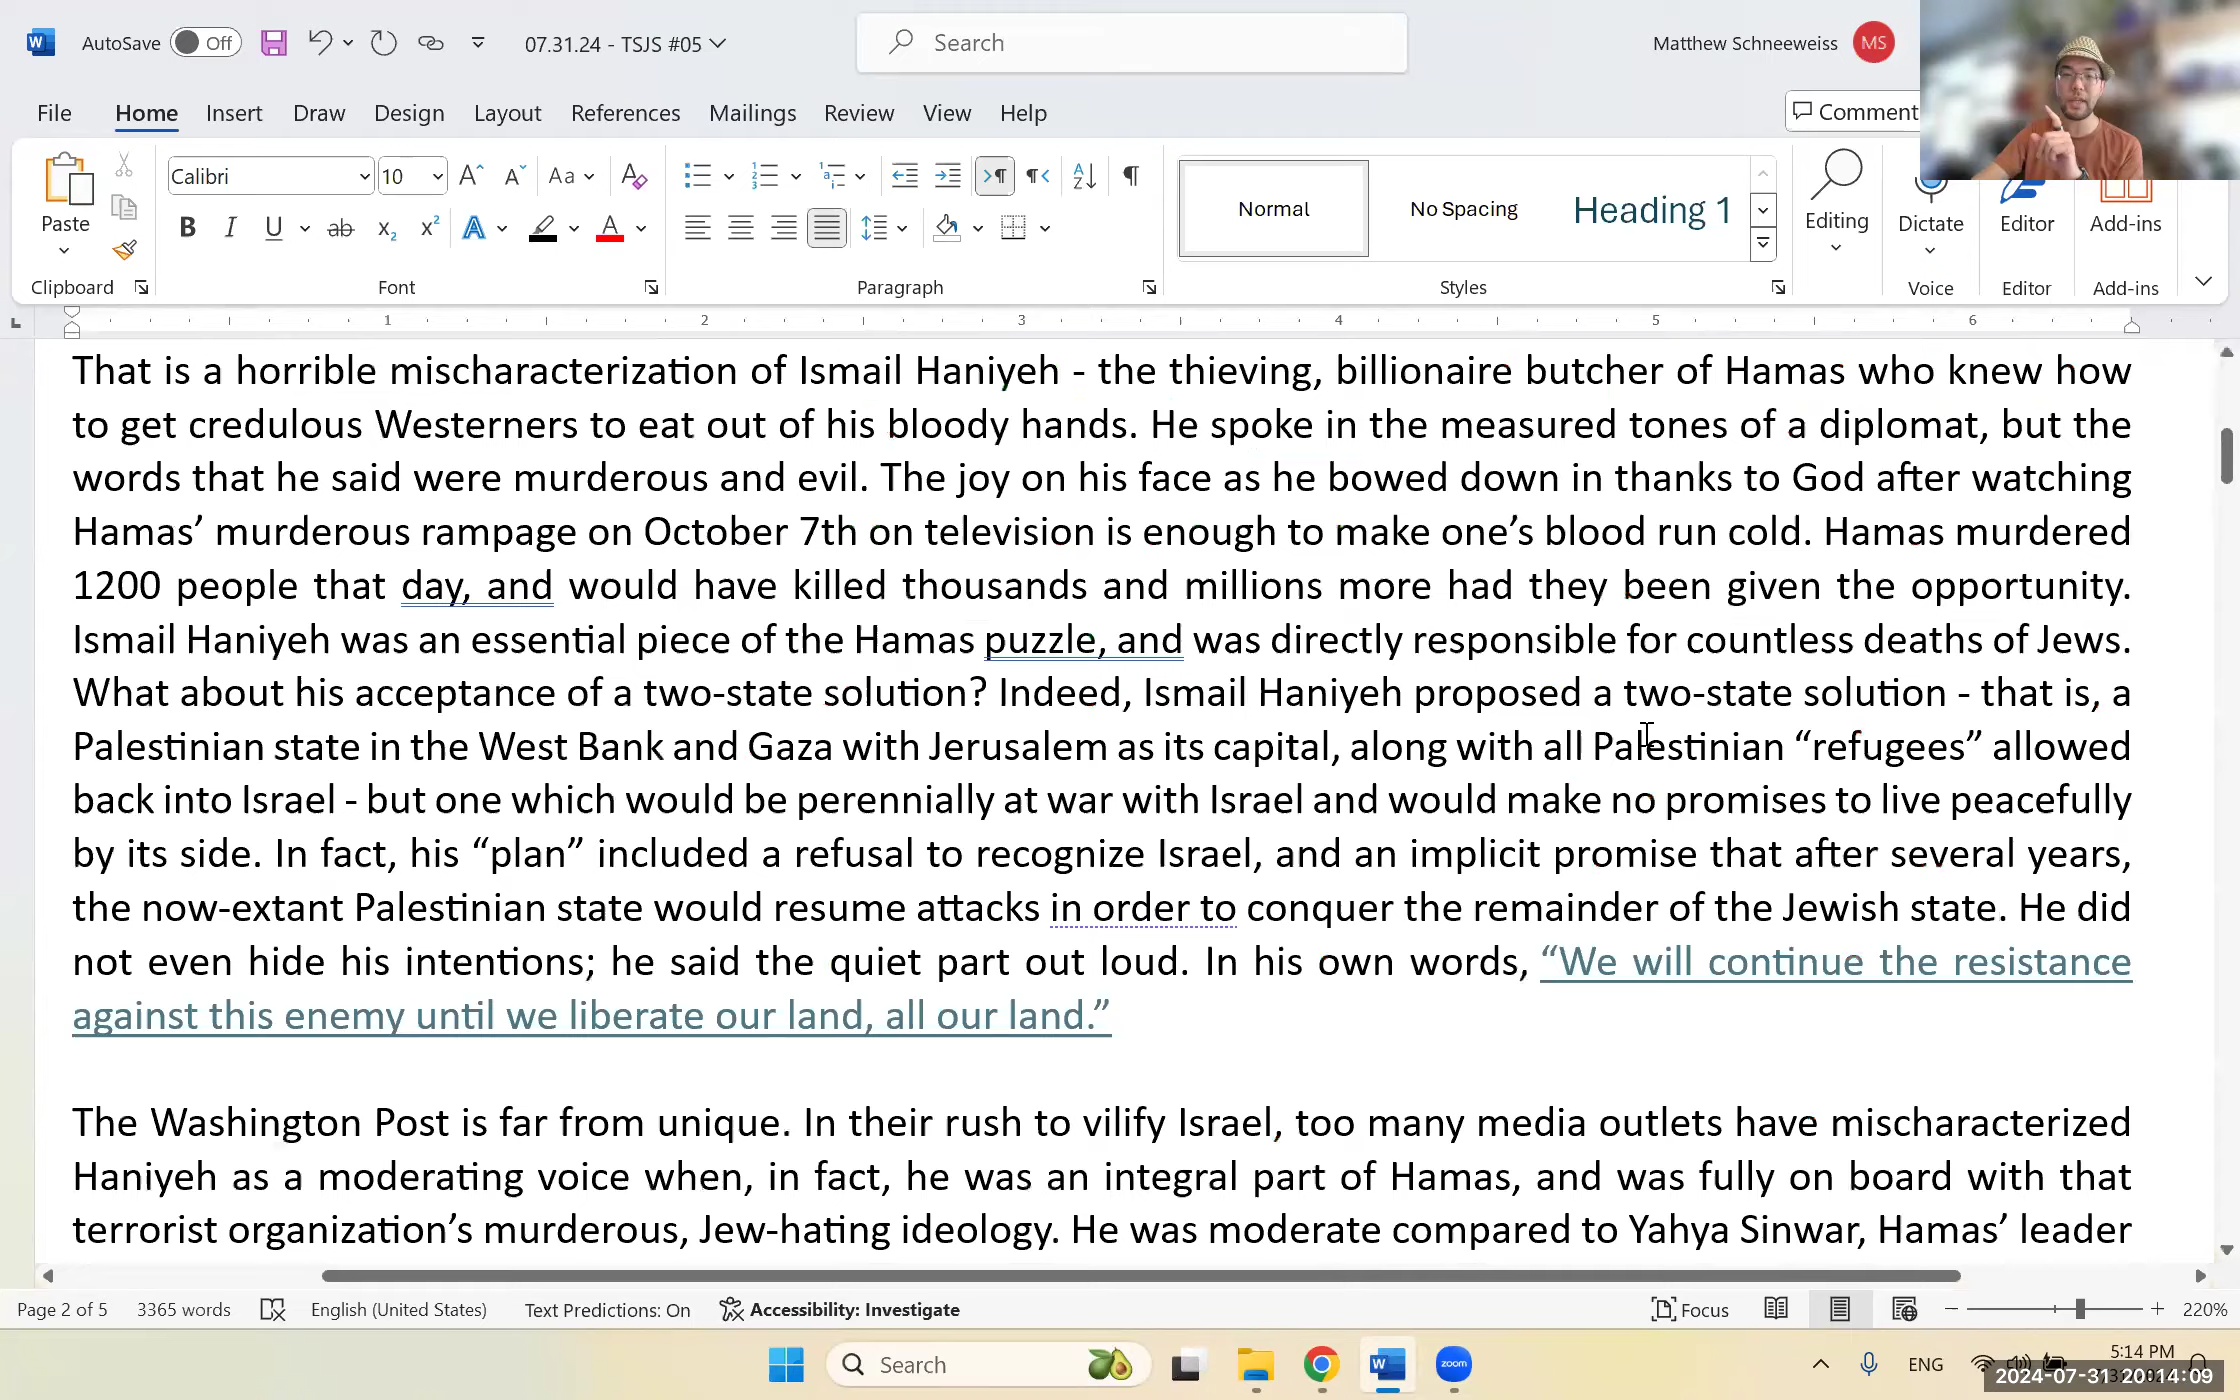 AutoSave Off 07.31.24 - TSJS #05 Search Matthew Schneeweiss MS
File Home Insert Draw Design Layout References Mailings Review View Help Comment
Calibri 10 Aa
Paste B I U ab x₂ x² A A
Normal No Spacing Heading 1 Editing Dictate Editor Add-ins
Clipboard Font Paragraph Styles Voice Editor Add-ins
1 2 3 4 5 6
That is a horrible mischaracterization of Ismail Haniyeh - the thieving, billionaire butcher of Hamas who knew how
to get credulous Westerners to eat out of his bloody hands. He spoke in the measured tones of a diplomat, but the
words that he said were murderous and evil. The joy on his face as he bowed down in thanks to God after watching
Hamas’ murderous rampage on October 7th on television is enough to make one’s blood run cold. Hamas murdered
1200 people that day, and would have killed thousands and millions more had they been given the opportunity.
Ismail Haniyeh was an essential piece of the Hamas puzzle, and was directly responsible for countless deaths of Jews.
What about his acceptance of a two-state solution? Indeed, Ismail Haniyeh proposed a two-state solution - that is, a
Palestinian state in the West Bank and Gaza with Jerusalem as its capital, along with all Palestinian “refugees” allowed
back into Israel - but one which would be perennially at war with Israel and would make no promises to live peacefully
by its side. In fact, his “plan” included a refusal to recognize Israel, and an implicit promise that after several years,
the now-extant Palestinian state would resume attacks in order to conquer the remainder of the Jewish state. He did
not even hide his intentions; he said the quiet part out loud. In his own words, “We will continue the resistance
against this enemy until we liberate our land, all our land.”
The Washington Post is far from unique. In their rush to vilify Israel, too many media outlets have mischaracterized
Haniyeh as a moderating voice when, in fact, he was an integral part of Hamas, and was fully on board with that
terrorist organization’s murderous, Jew-hating ideology. He was moderate compared to Yahya Sinwar, Hamas’ leader
Page 2 of 5 3365 words English (United States) Text Predictions: On Accessibility: Investigate Focus 220%
Search zoom ENG 5:14 PM
2024-07-31 20:14:09